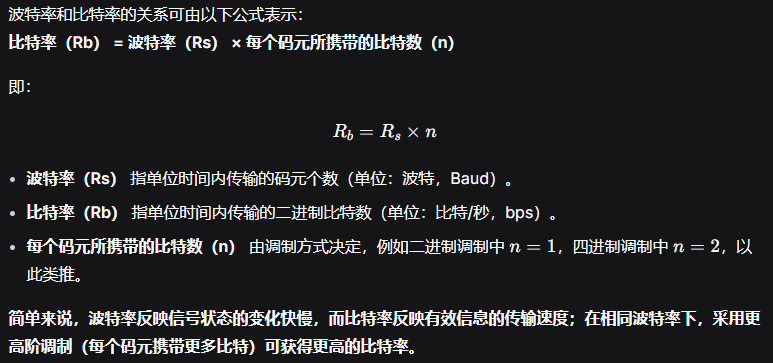 波特率和比特率的关系可由以下公式表示：
比特率（Rb） = 波特率（Rs） × 每个码元所携带的比特数（n）
即：
R_b = R_s × n
• 波特率（Rs） 指单位时间内传输的码元个数（单位：波特，Baud）。
• 比特率（Rb） 指单位时间内传输的二进制比特数（单位：比特/秒，bps）。
• 每个码元所携带的比特数（n） 由调制方式决定，例如二进制调制中 n = 1，四进制调制中 n = 2，以
此类推。
简单来说，波特率反映信号状态的变化快慢，而比特率反映有效信息的传输速度；在相同波特率下，采用更
高阶调制（每个码元携带更多比特）可获得更高的比特率。